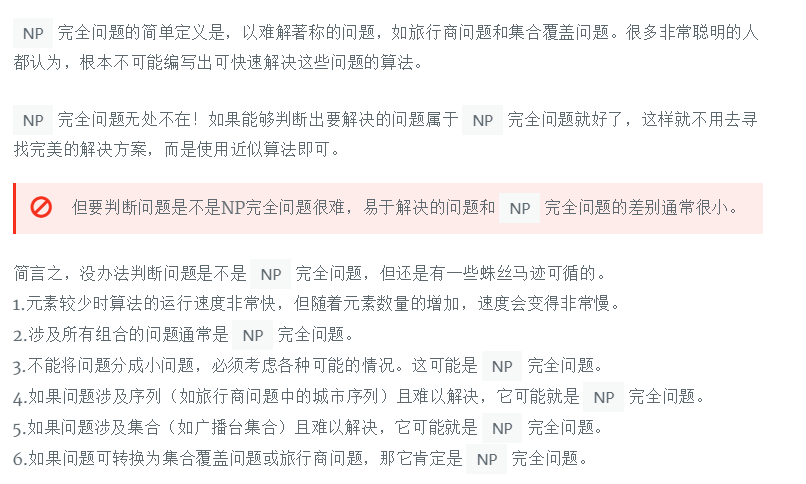 NP 完全问题的简单定义是，以难解著称的问题，如旅行商问题和集合覆盖问题。很多非常聪明的人
都认为，根本不可能编写出可快速解决这些问题的算法。
NP 完全问题无处不在！如果能够判断出要解决的问题属于 NP 完全问题就好了，这样就不用去寻
找完美的解决方案，而是使用近似算法即可。
但要判断问题是不是NP完全问题很难，易于解决的问题和 NP 完全问题的差别通常很小。
简言之，没办法判断问题是不是 NP 完全问题，但还是有一些蛛丝马迹可循的。
1.元素较少时算法的运行速度非常快，但随着元素数量的增加，速度会变得非常慢。
2.涉及所有组合的问题通常是 NP 完全问题。
3.不能将问题分成小问题，必须考虑各种可能的情况。这可能是 NP 完全问题。
4.如果问题涉及序列（如旅行商问题中的城市序列）且难以解决，它可能就是 NP 完全问题。
5.如果问题涉及集合（如广播台集合）且难以解决，它可能就是 NP 完全问题。
6.如果问题可转换为集合覆盖问题或旅行商问题，那它肯定是 NP 完全问题。